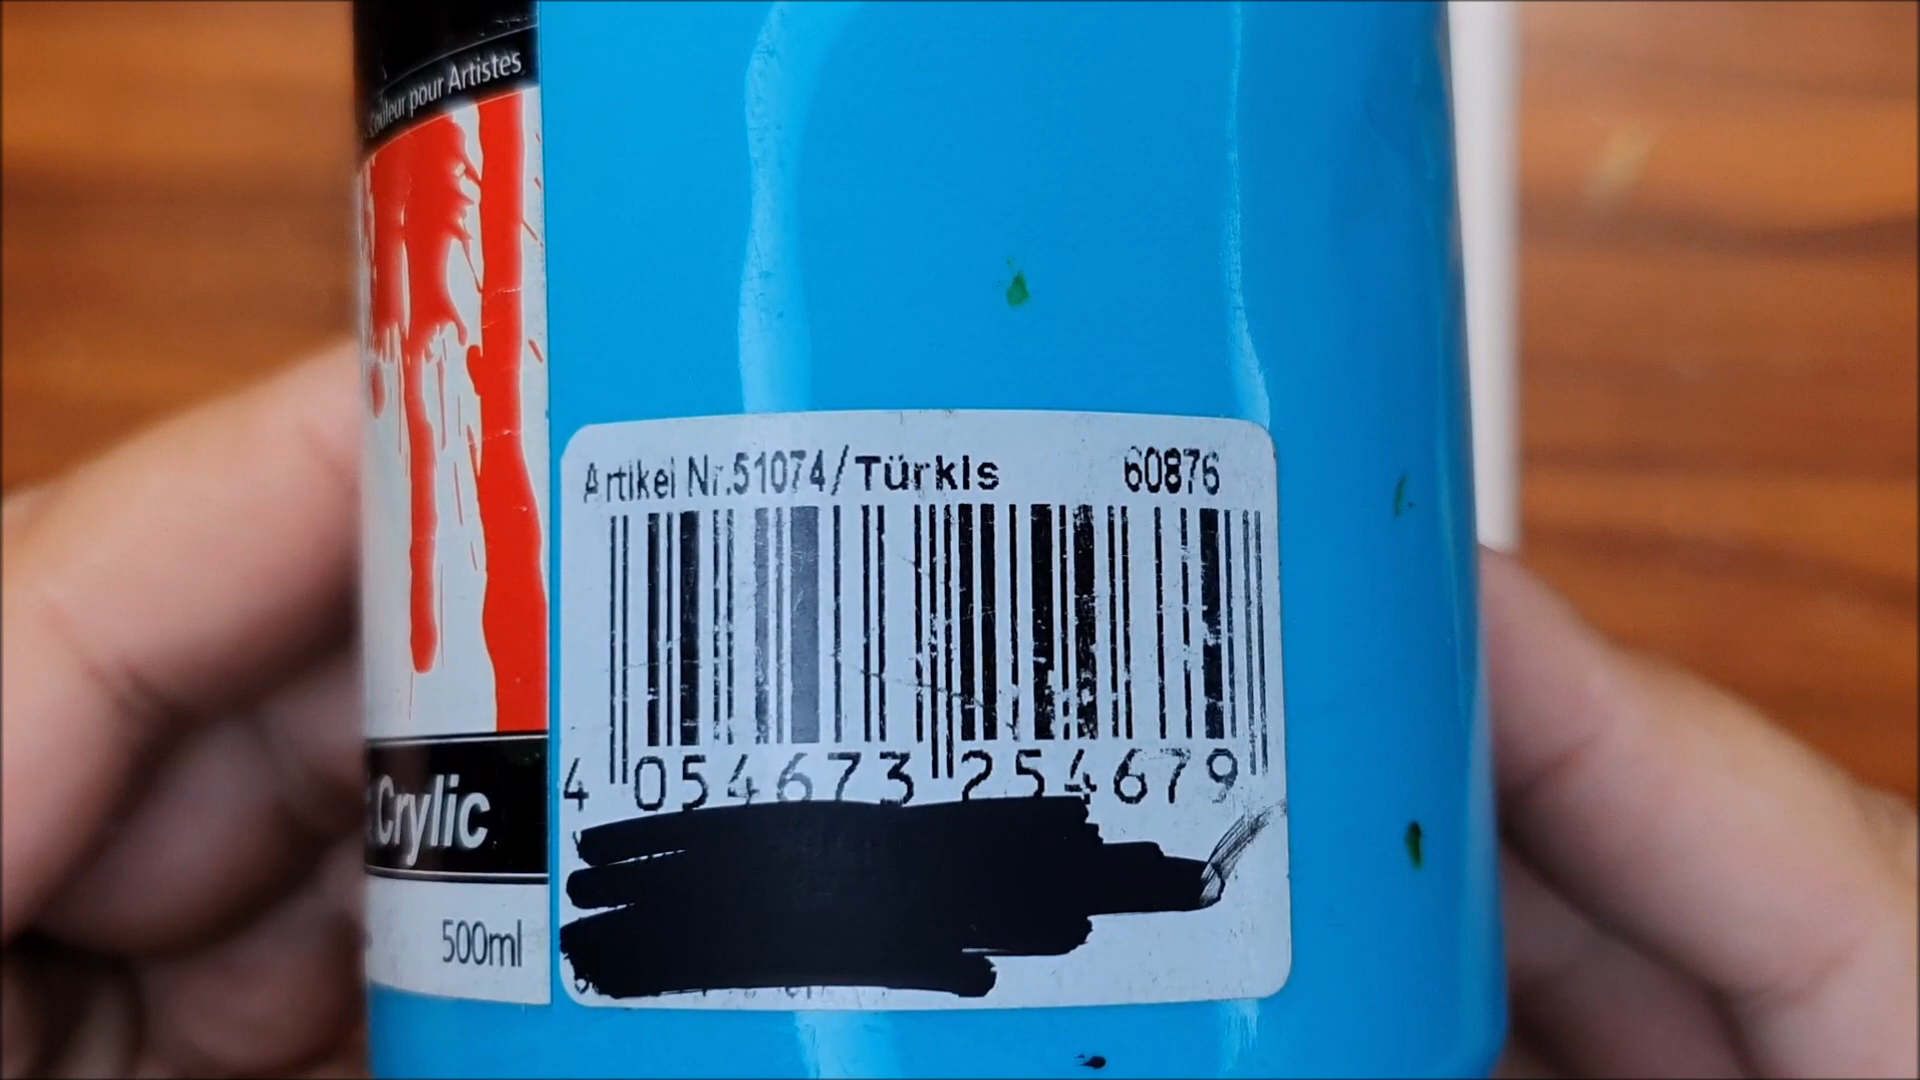 Couleur pour Artistes
Crylic
500ml
Artikel Nr.51074/Türkis 60876
4 054673 254679